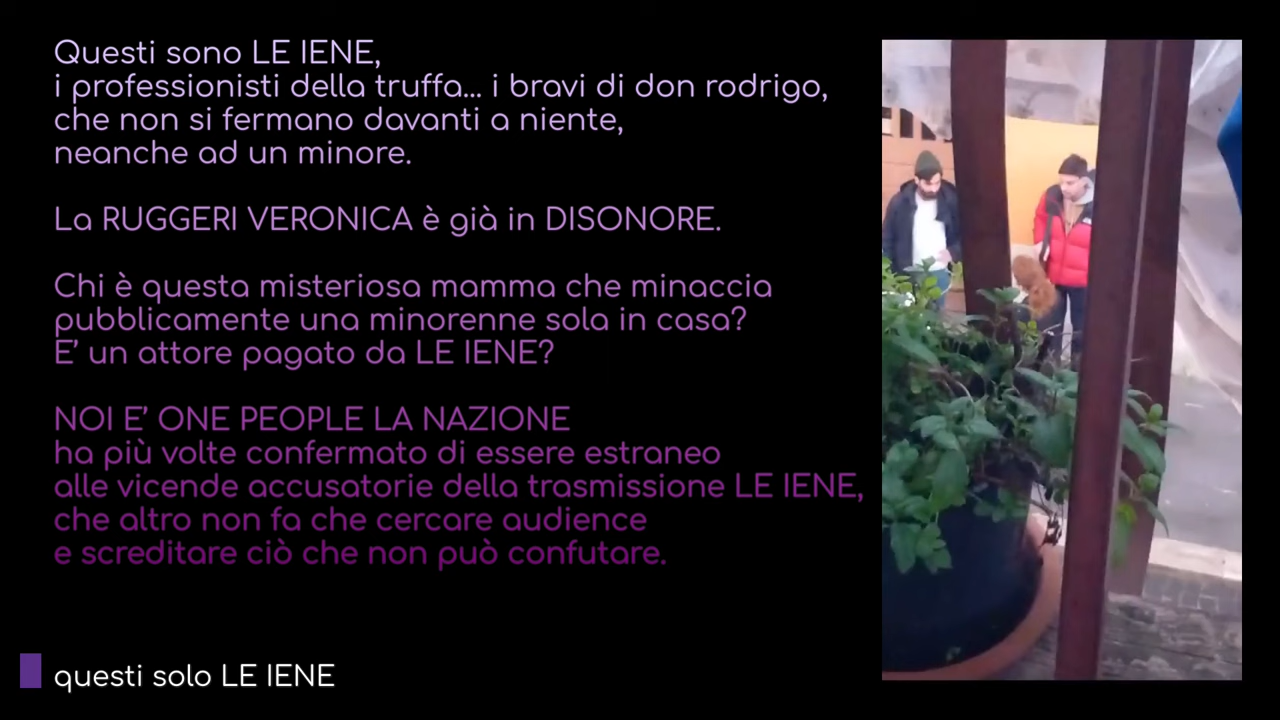 Questi sono LE IENE,
i professionisti della truffa... i bravi di don rodrigo,
che non si fermano davanti a niente,
neanche ad un minore.
La RUGGERI VERONICA è già in DISONORE.
Chi è questa misteriosa mamma che minaccia
pubblicamente una minorenne sola in casa?
E' un attore pagato da LE IENE?
NOI E' ONE PEOPLE LA NAZIONE
ha più volte confermato di essere estraneo
alle vicende accusatorie della trasmissione LE IENE,
che altro non fa che cercare audience
e screditare ciò che non può confutare.
questi solo LE IENE